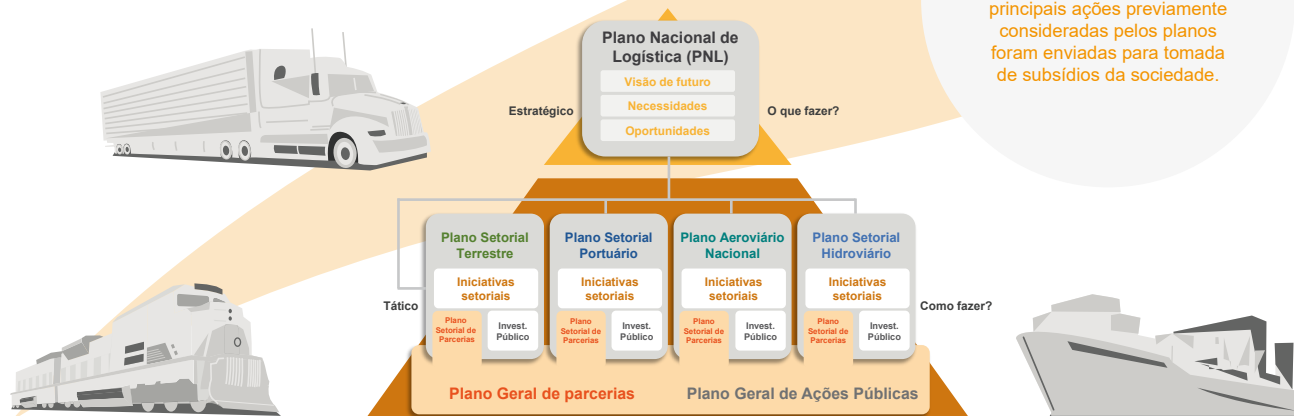 principais ações previamente
consideradas pelos planos
foram enviadas para tomada
de subsídios da sociedade.
Plano Nacional de
Logística (PNL)
Visão de futuro
Necessidades
Oportunidades
Estratégico
O que fazer?
Plano Setorial
Terrestre
Iniciativas
setoriais
Plano
Setorial de
Parcerias
Invest.
Público
Plano Setorial
Portuário
Iniciativas
setoriais
Plano
Setorial de
Parcerias
Invest.
Público
Plano Aeroviário
Nacional
Iniciativas
setoriais
Plano
Setorial de
Parcerias
Invest.
Público
Plano Setorial
Hidroviário
Iniciativas
setoriais
Plano
Setorial de
Parcerias
Invest.
Público
Tático
Como fazer?
Plano Geral de parcerias
Plano Geral de Ações Públicas